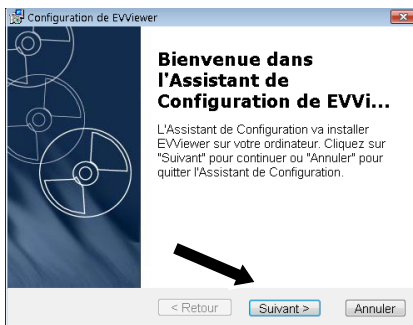 Configuration de EVViewer
Bienvenue dans
l'Assistant de
Configuration de EVVi...
L'Assistant de Configuration va installer
EVViewer sur votre ordinateur. Cliquez sur
"Suivant" pour continuer ou "Annuler" pour
quitter l'Assistant de Configuration.
< Retour
Suivant >
Annuler